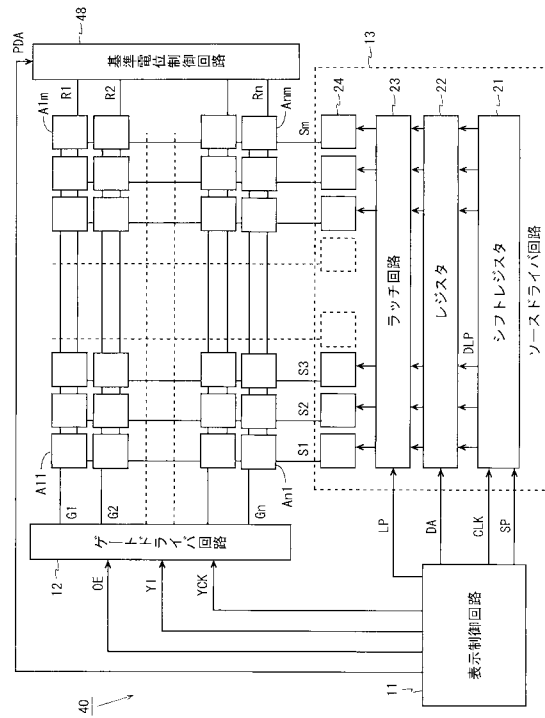 40
11
表示制御回路
PDA
OE
YI
YCK
LP
DA
CLK
SP
12
ゲートドライバ回路
G1
G2
Gn
A11
An1
A1m
Anm
R1
R2
Rn
48
基準電位制御回路
S1
S2
S3
Sm
13
24
23
ラッチ回路
22
レジスタ
DLP
21
シフトレジスタ
ソースドライバ回路